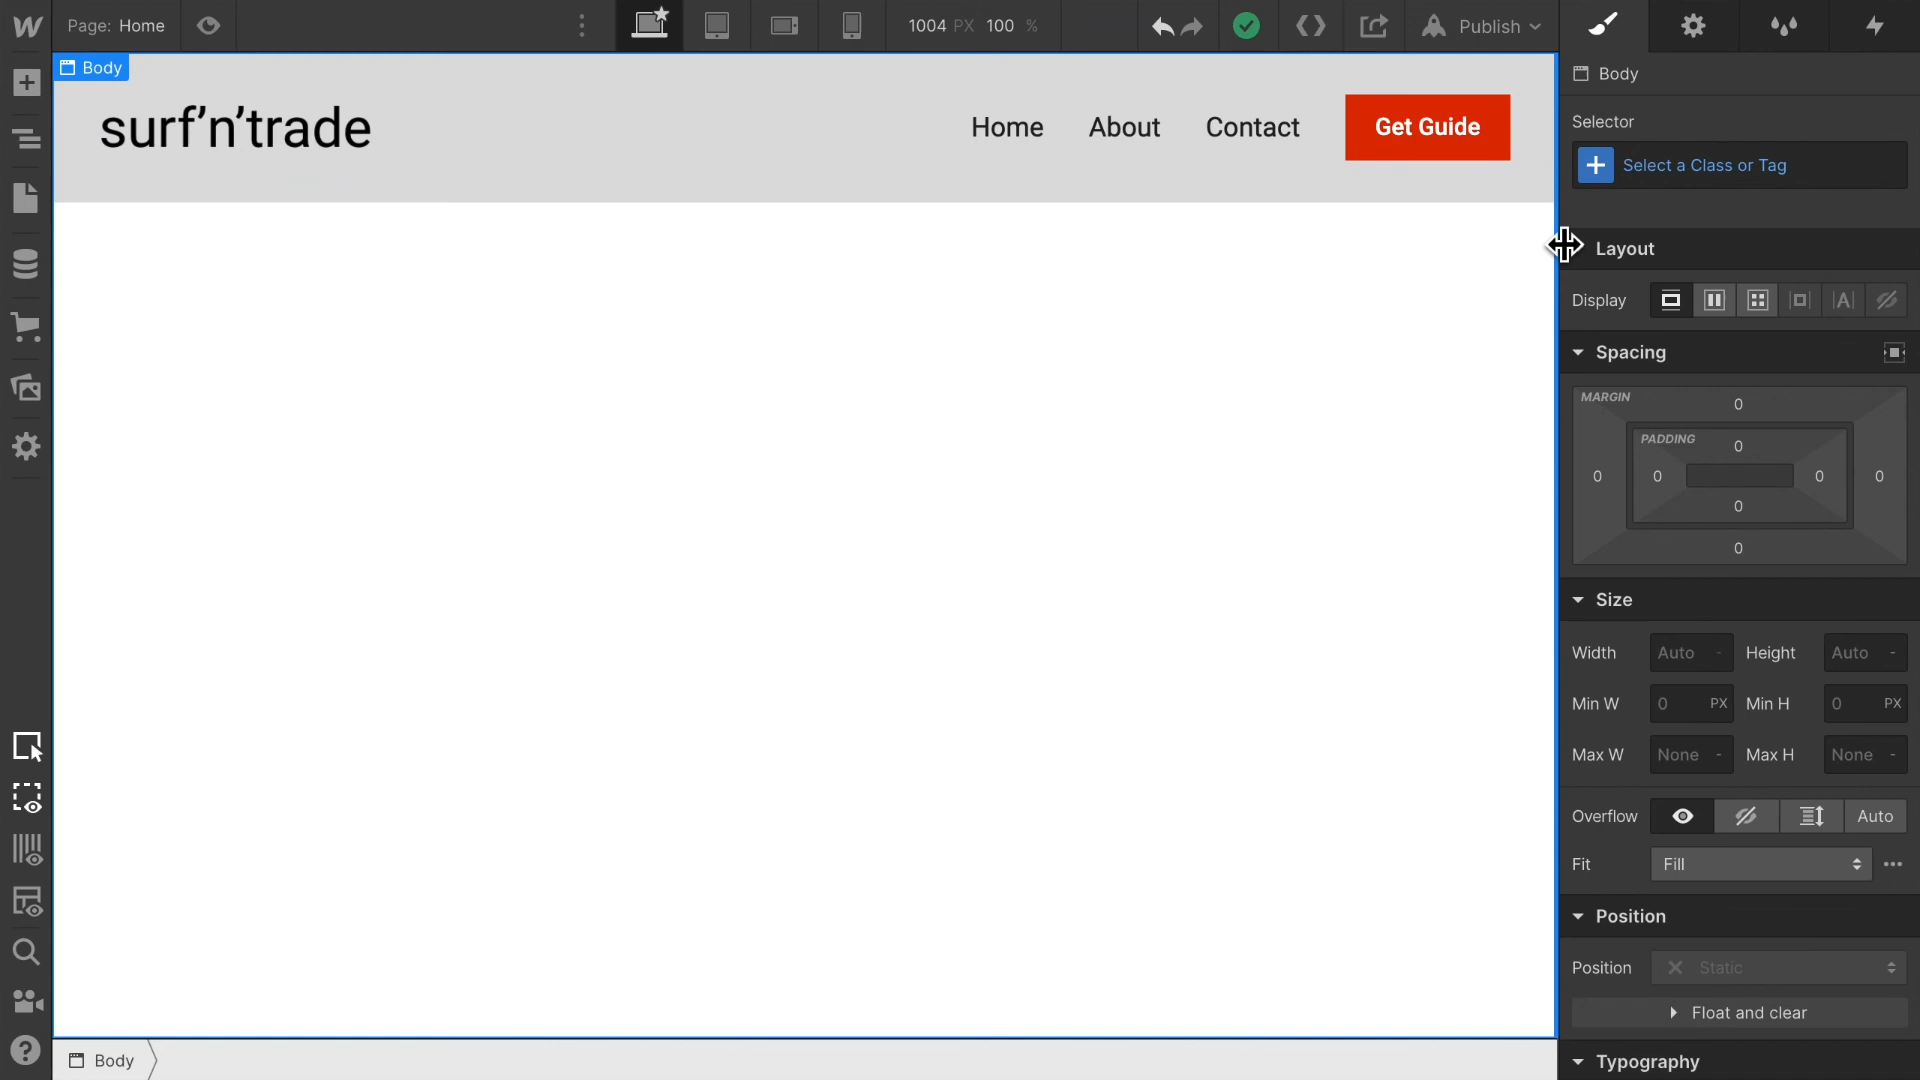 Page: Home
1004 PX 100 %
Publish
Body
surf’n’trade
Home
About
Contact
Get Guide
Body
Selector
Select a Class or Tag
Layout
Display
Spacing
MARGIN
0
PADDING
0
0 0 0 0
0
0
Size
Width Auto - Height Auto -
Min W 0 PX Min H 0 PX
Max W None - Max H None -
Overflow Auto
Fit Fill
Position
Position Static
Float and clear
Typography
Body